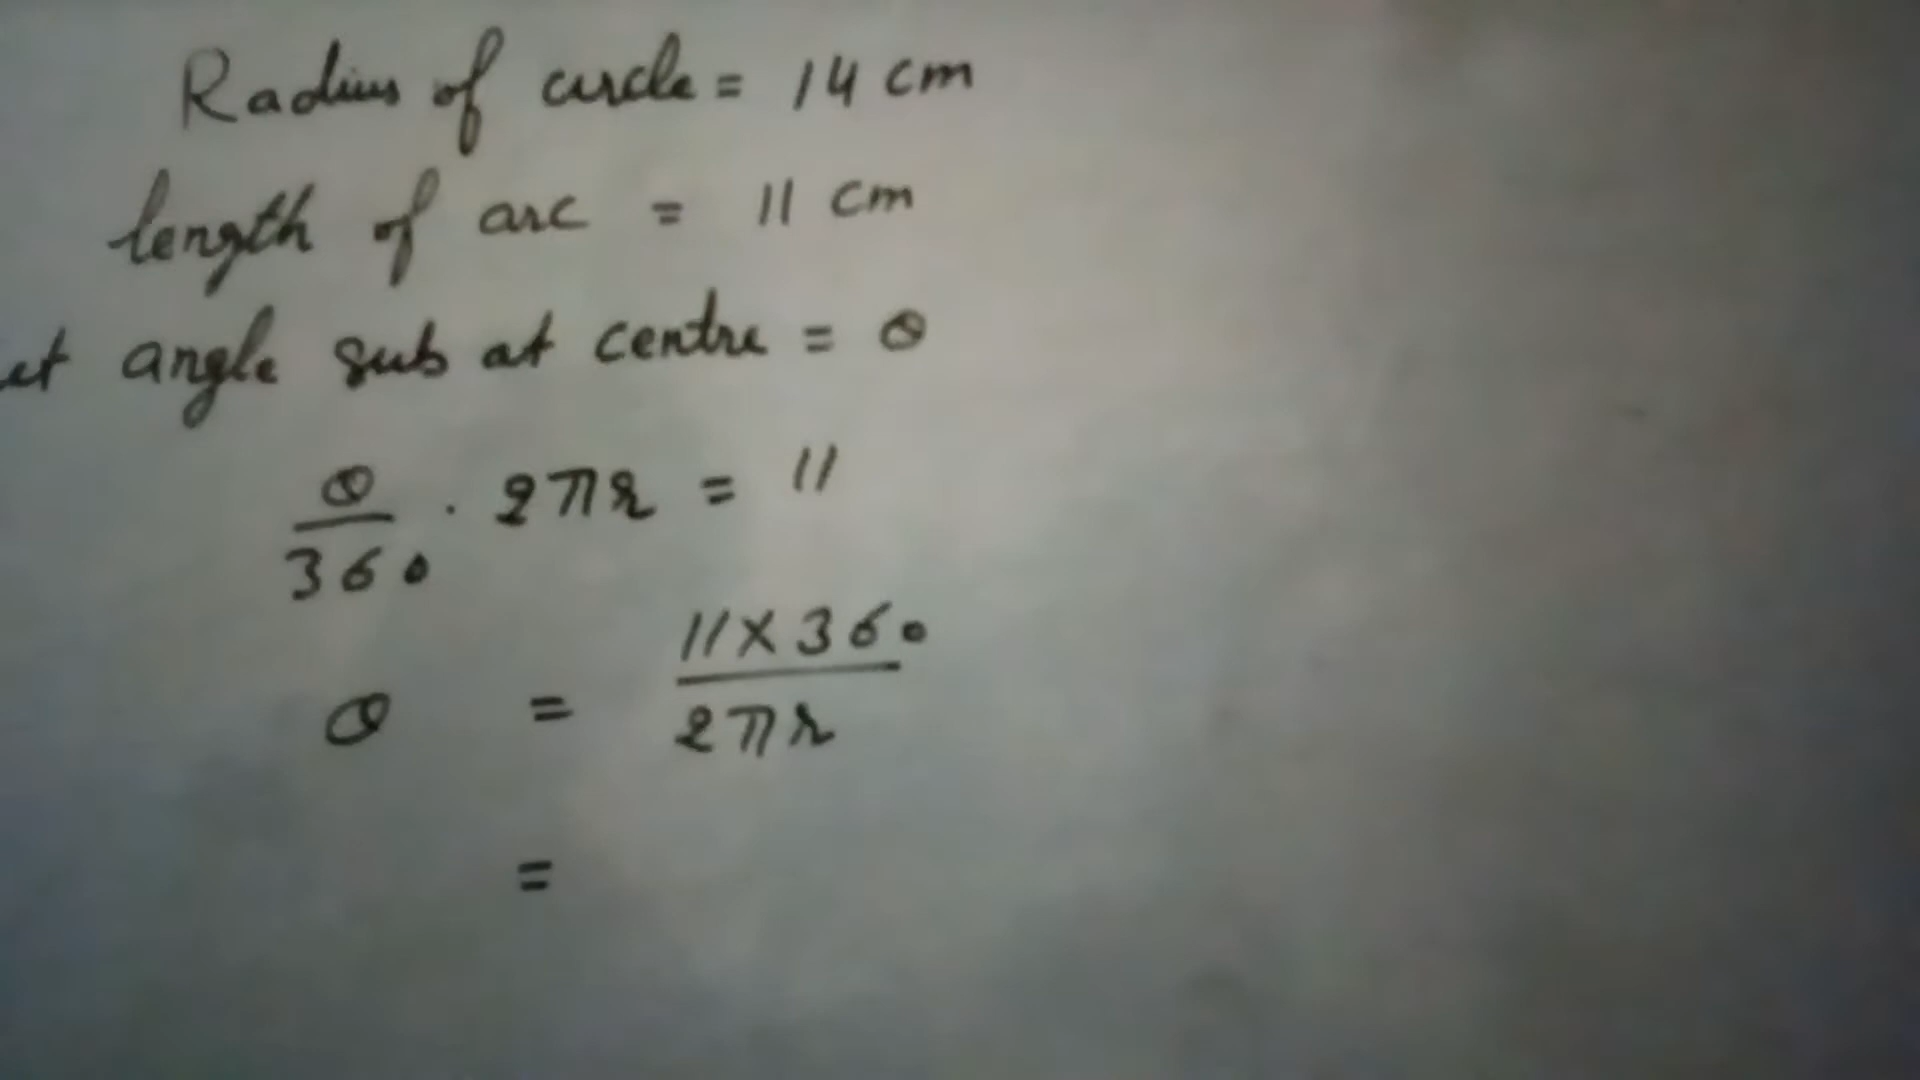 Radius of circle = 14 cm
length of arc = 11 cm
angle sub at centre = θ
θ/360 · 2πr = 11
θ = 11×360/2πr
=